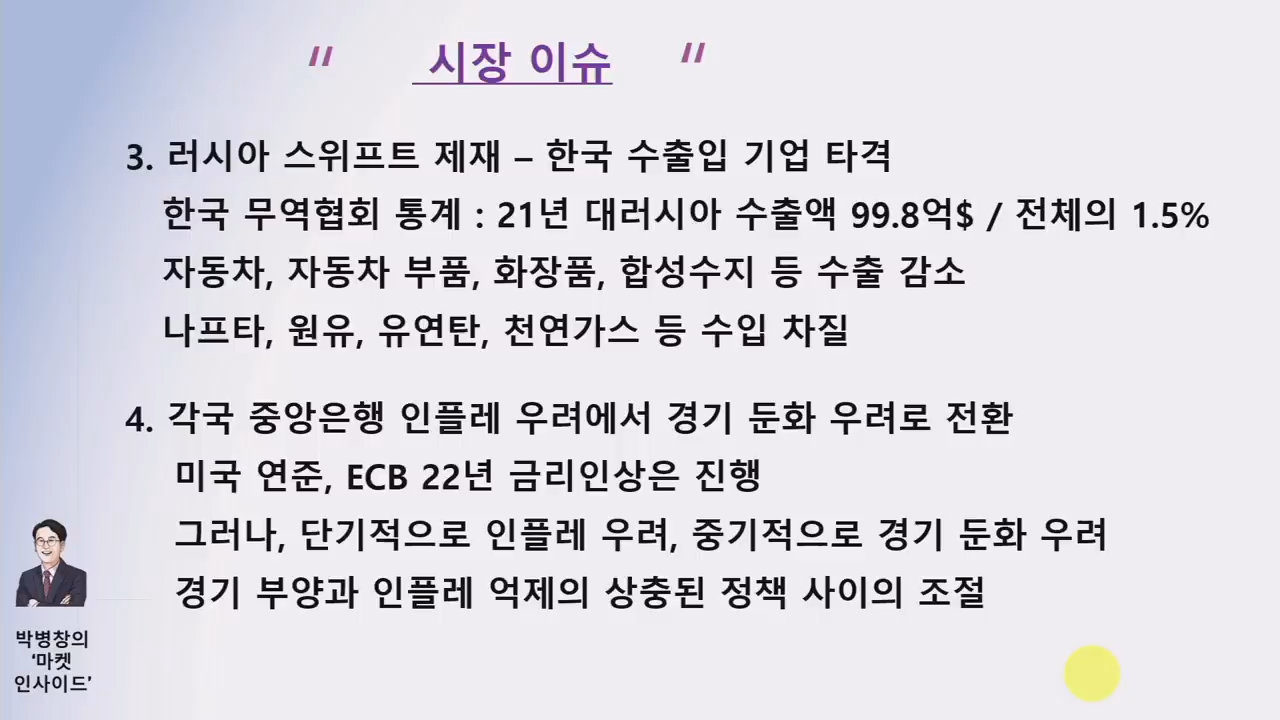 " 시장 이슈 "
3. 러시아 스위프트 제재 – 한국 수출입 기업 타격
한국 무역협회 통계 : 21년 대러시아 수출액 99.8억$ / 전체의 1.5%
자동차, 자동차 부품, 화장품, 합성수지 등 수출 감소
나프타, 원유, 유연탄, 천연가스 등 수입 차질
4. 각국 중앙은행 인플레 우려에서 경기 둔화 우려로 전환
미국 연준, ECB 22년 금리인상은 진행
그러나, 단기적으로 인플레 우려, 중기적으로 경기 둔화 우려
경기 부양과 인플레 억제의 상충된 정책 사이의 조절
박병창의
‘마켓
인사이드’